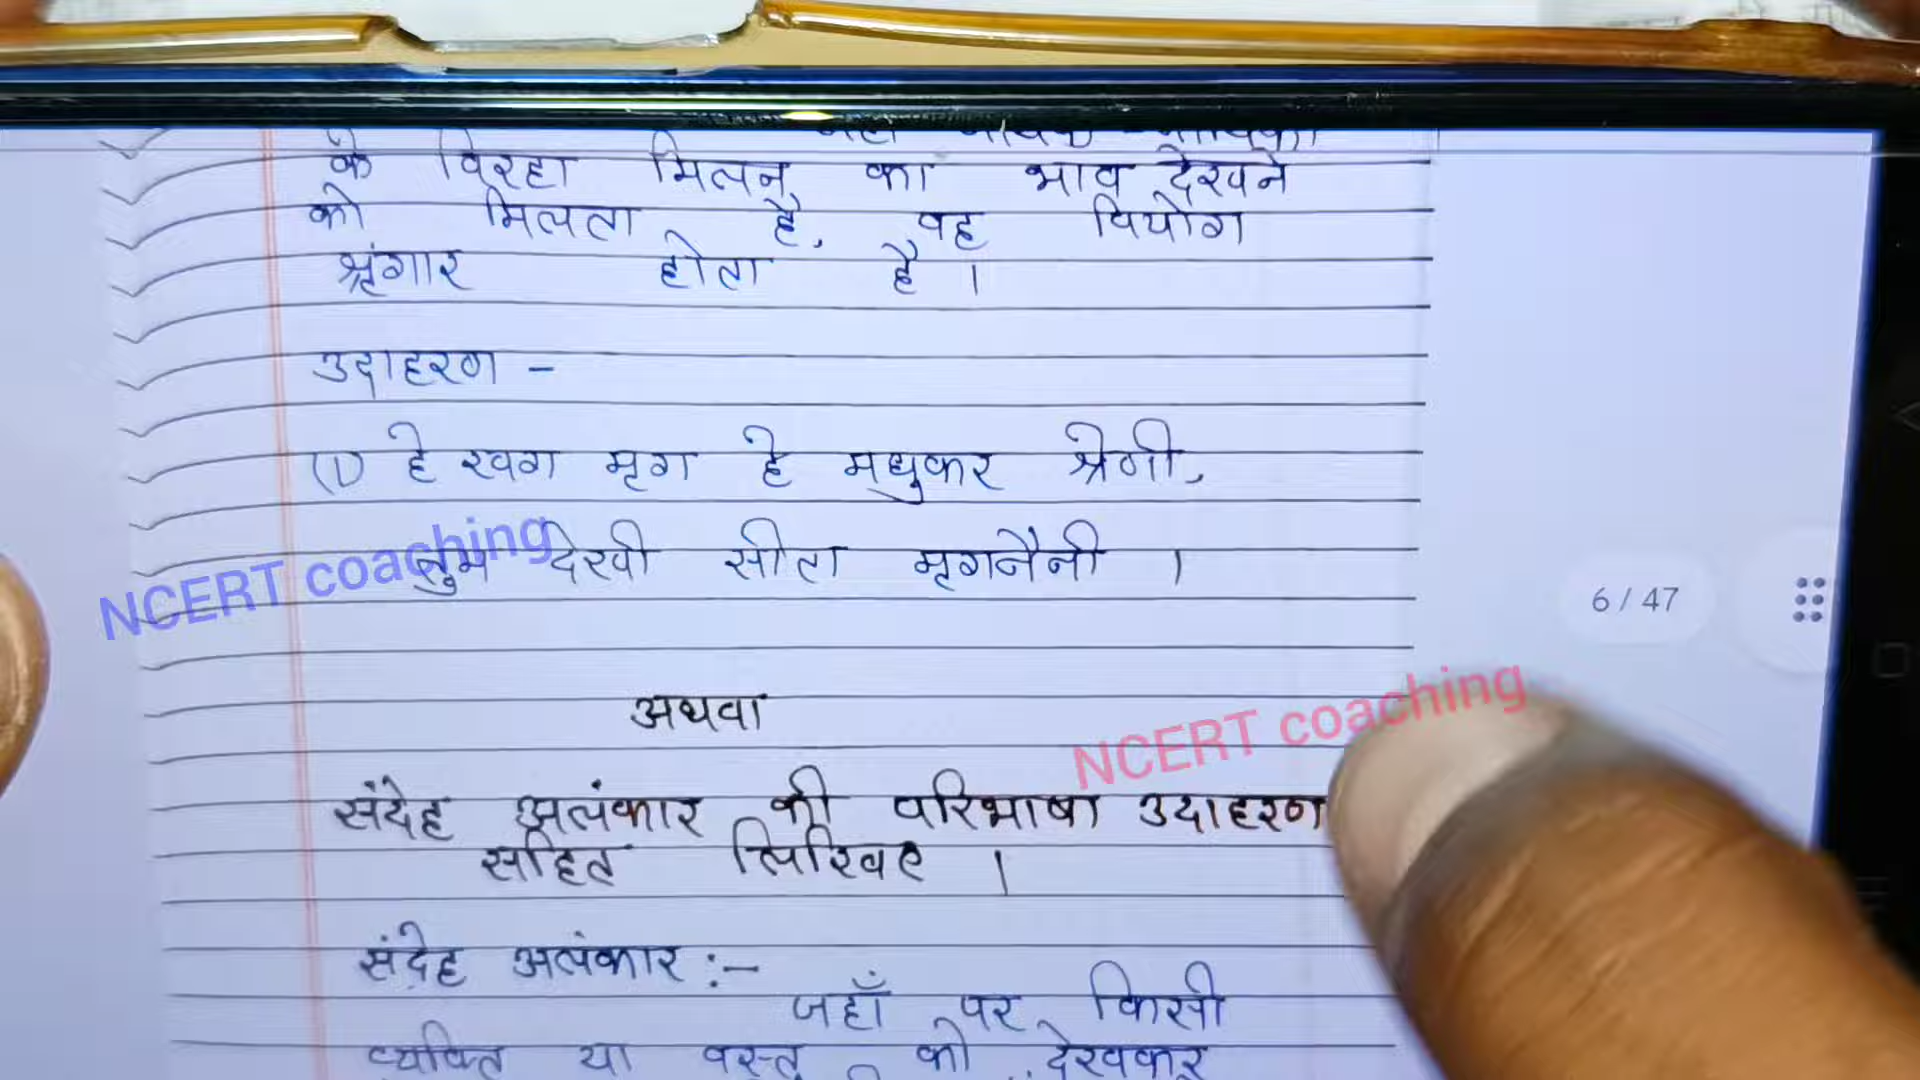 के विरहा मिलन का भाव देखने
को मिलता है, वह वियोग
श्रृंगार होता है ।
उदाहरण -
(1) हे खग मृग हे मधुकर श्रेणी,
तुम देखी सीता मृगनैनी ।
NCERT coaching
6 / 47
अथवा
NCERT coaching
संदेह अलंकार की परिभाषा उदाहरण
सहित लिखिए ।
संदेह अलंकार :-
जहाँ पर किसी
व्यक्ति या वस्तु को देखकर